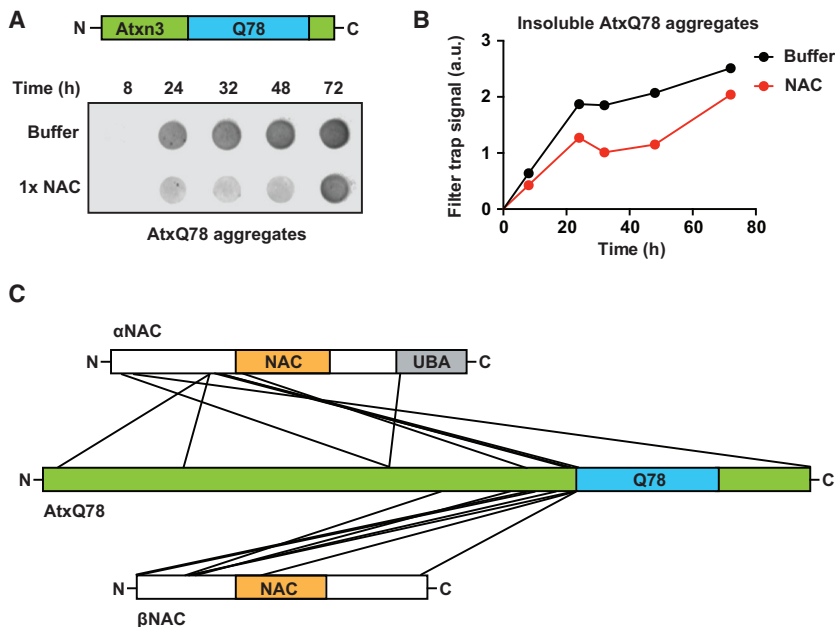 A
N Atxn3 Q78 C
Time (h) 8 24 32 48 72
Buffer
1x NAC
AtxQ78 aggregates
B
Insoluble AtxQ78 aggregates
Filter trap signal (a.u.)
3
2
1
0
0 20 40 60 80
Time (h)
Buffer
NAC
C
αNAC
N NAC UBA C
N Q78 C
AtxQ78
N NAC C
βNAC